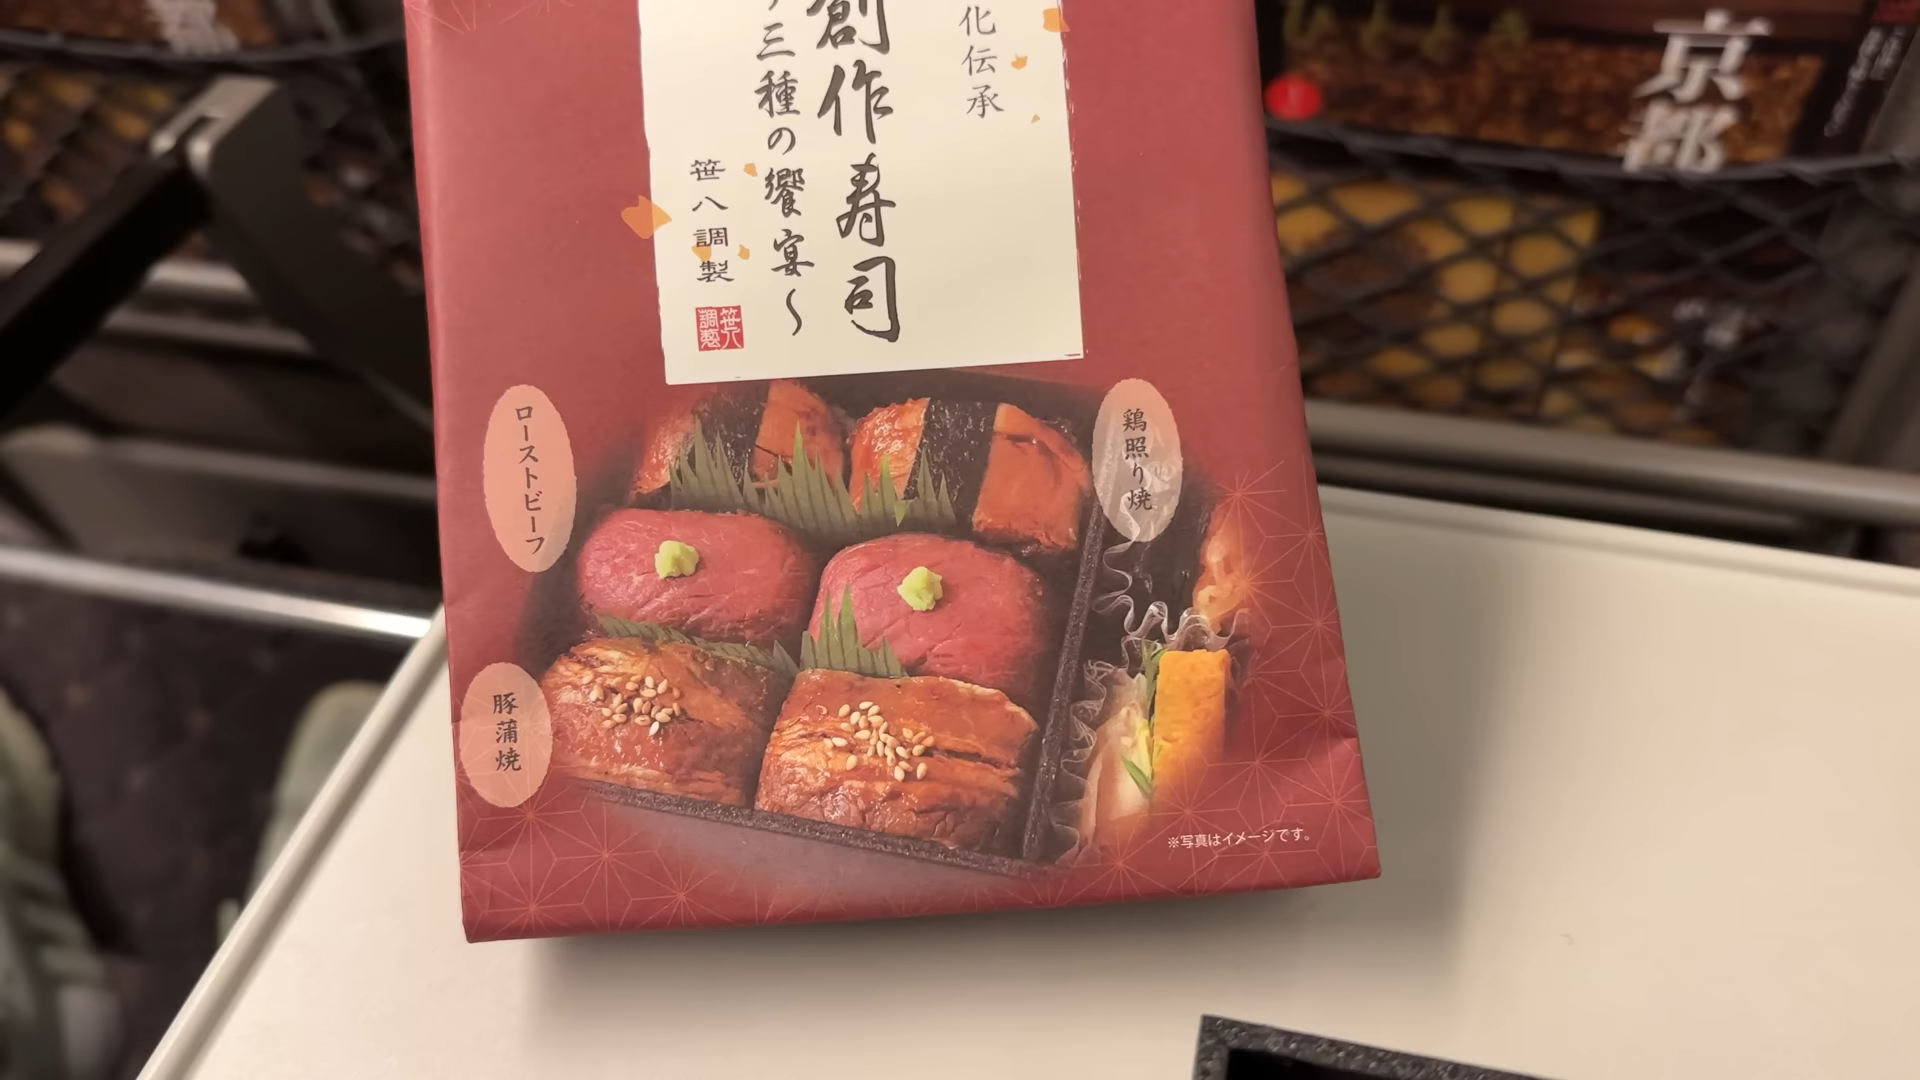 化伝承
創作寿司
三種の饗宴〜
笹八調製
笹八調製
ローストビーフ
鶏照り焼
豚蒲焼
※写真はイメージです。
京都
都